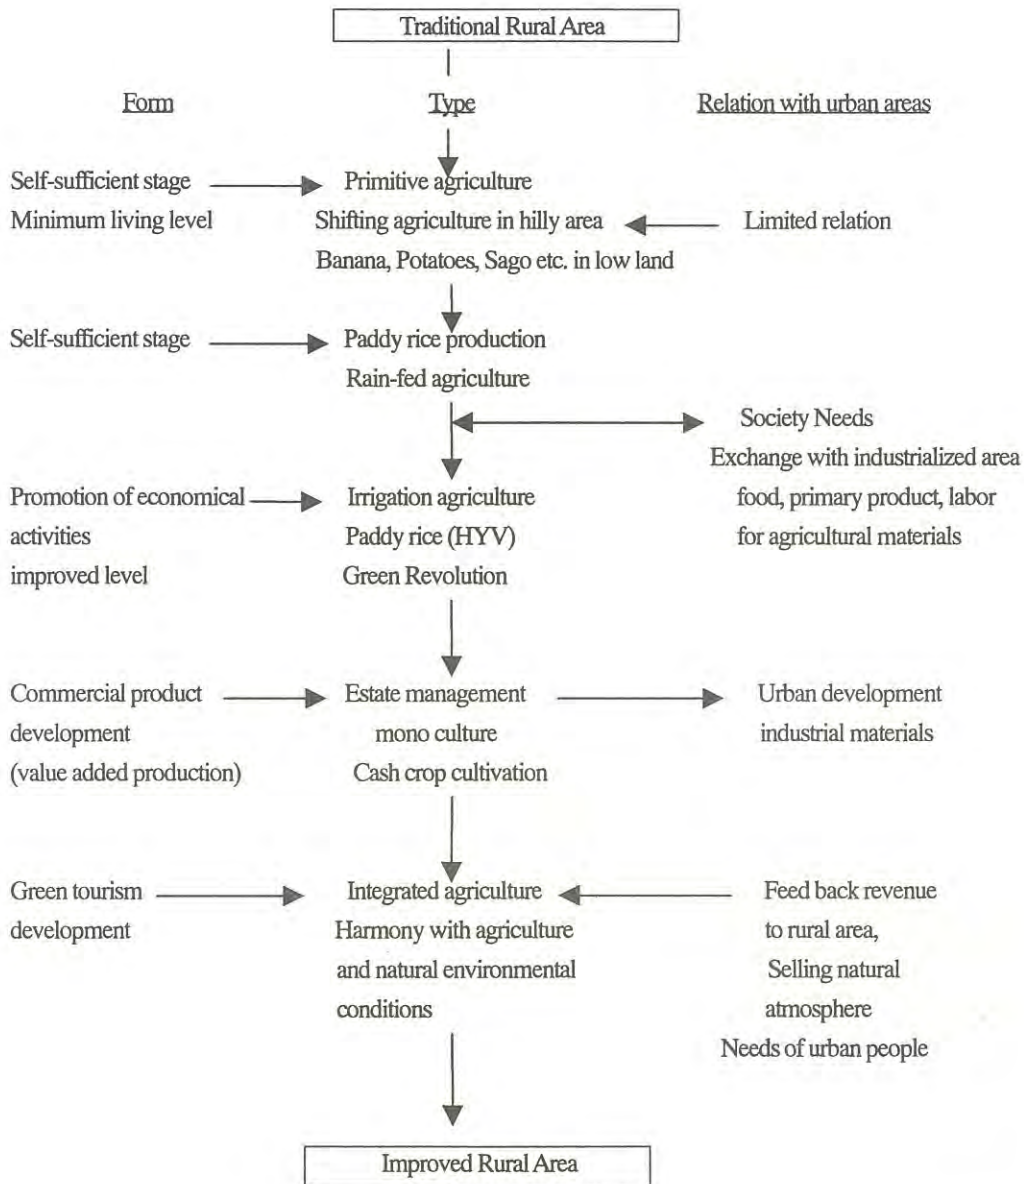 Traditional Rural Area
Form Type Relation with urban areas
Self-sufficient stage Primitive agriculture
Minimum living level Shifting agriculture in hilly area Limited relation
Banana, Potatoes, Sago etc. in low land
Self-sufficient stage Paddy rice production
Rain-fed agriculture
Society Needs
Exchange with industrialized area
Promotion of economical Irrigation agriculture food, primary product, labor
activities Paddy rice (HYV) for agricultural materials
improved level Green Revolution
Commercial product Estate management Urban development
development mono culture industrial materials
(value added production) Cash crop cultivation
Green tourism Integrated agriculture Feed back revenue
development Harmony with agriculture to rural area,
and natural environmental Selling natural
conditions atmosphere
Needs of urban people
Improved Rural Area